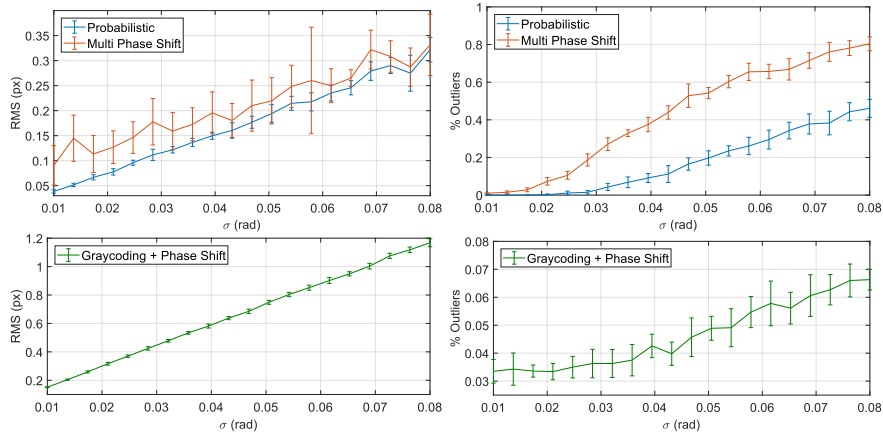 Probabilistic
Multi Phase Shift
RMS (px)
0.35
0.3
0.25
0.2
0.15
0.1
0.05
0.01 0.02 0.03 0.04 0.05 0.06 0.07 0.08
σ (rad)
Probabilistic
Multi Phase Shift
% Outliers
1
0.8
0.6
0.4
0.2
0
0.01 0.02 0.03 0.04 0.05 0.06 0.07 0.08
σ (rad)
Graycoding + Phase Shift
RMS (px)
1.2
1
0.8
0.6
0.4
0.2
0.01 0.02 0.03 0.04 0.05 0.06 0.07 0.08
σ (rad)
Graycoding + Phase Shift
% Outliers
0.08
0.07
0.06
0.05
0.04
0.03
0.01 0.02 0.03 0.04 0.05 0.06 0.07 0.08
σ (rad)